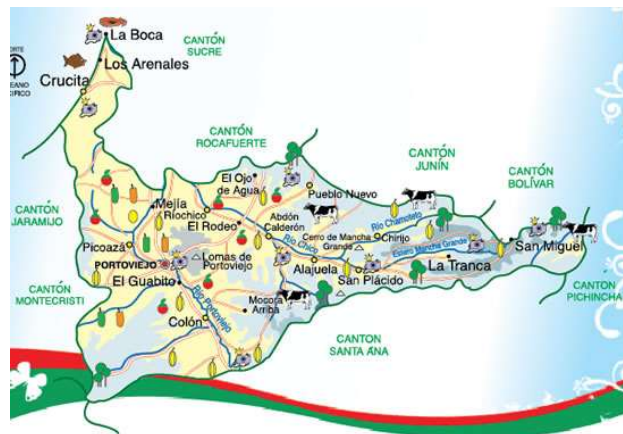 La Boca
CANTÓN
SUCRE
Los Arenales
Crucita
CANTÓN
ROCAFUERTE
CANTÓN
JUNÍN
CANTÓN
BOLÍVAR
El Ojo
de Agua
Pueblo Nuevo
CANTÓN
JARAMIJO
Mejía
Ríochico
El Rodeo
Abdón
Calderón
Río Chico
Río Chamotete
Cerro de Mancha
Grande
Chirijo
Estero Mancha Grande
San Miguel
Picoazá
PORTOVIEJO
Lomas de
Portoviejo
Alajuela
San Plácido
La Tranca
CANTÓN
MONTECRISTI
El Guabito
Río Portoviejo
Mocora
Arriba
Colón
CANTÓN
PICHINCHA
CANTON
SANTA ANA